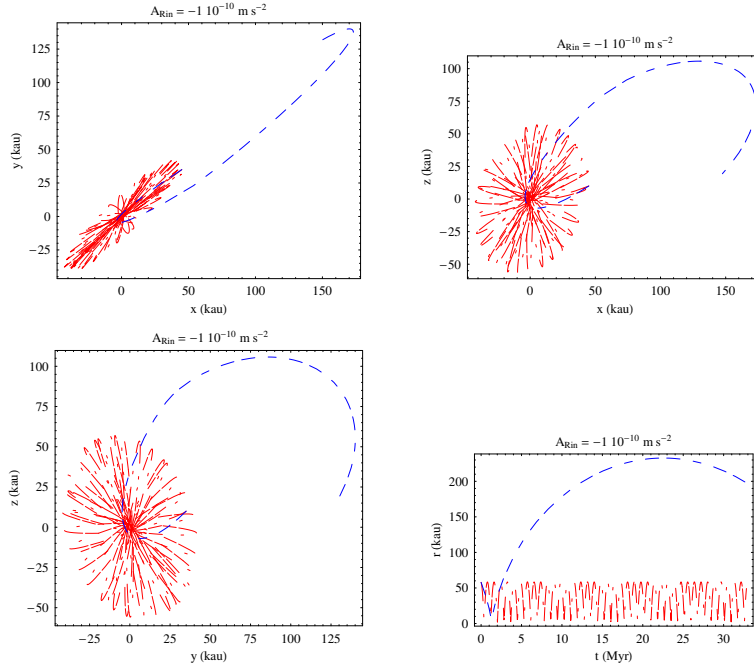 A_Rin = −1 10^−10 m s^−2
125
100
75
50
25
0
−25
y (kau)
0 50 100 150
x (kau)
A_Rin = −1 10^−10 m s^−2
100
75
50
25
0
−25
−50
z (kau)
0 50 100 150
x (kau)
A_Rin = −1 10^−10 m s^−2
100
75
50
25
0
−25
−50
z (kau)
−25 0 25 50 75 100 125
y (kau)
A_Rin = −1 10^−10 m s^−2
200
150
100
50
0
r (kau)
0 5 10 15 20 25 30
t (Myr)